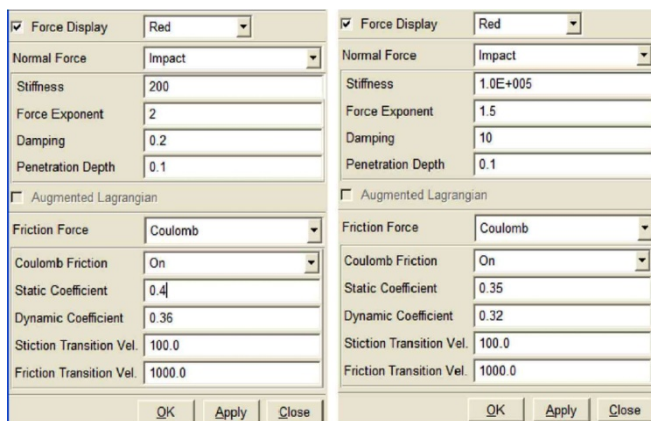 Force Display Red
Normal Force Impact
Stiffness 200
Force Exponent 2
Damping 0.2
Penetration Depth 0.1
Augmented Lagrangian
Friction Force Coulomb
Coulomb Friction On
Static Coefficient 0.4
Dynamic Coefficient 0.36
Stiction Transition Vel. 100.0
Friction Transition Vel. 1000.0
OK Apply Close
Force Display Red
Normal Force Impact
Stiffness 1.0E+005
Force Exponent 1.5
Damping 10
Penetration Depth 0.1
Augmented Lagrangian
Friction Force Coulomb
Coulomb Friction On
Static Coefficient 0.35
Dynamic Coefficient 0.32
Stiction Transition Vel. 100.0
Friction Transition Vel. 1000.0
OK Apply Close